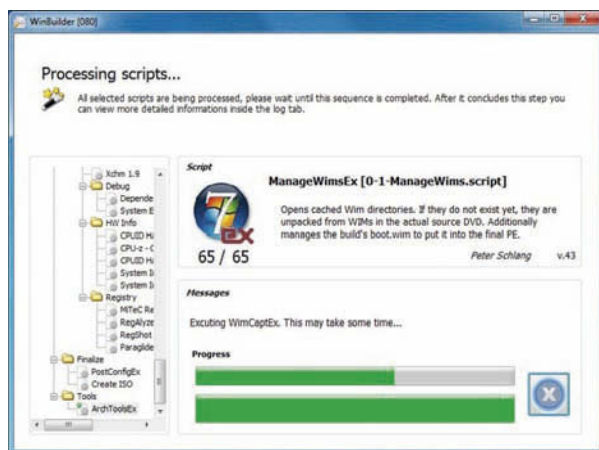 WinBuilder [080]
Processing scripts...
All selected scripts are being processed, please wait until this sequence is completed. After it concludes this step you
can view more detailed informations inside the log tab.
Xchm 1.9
Debug
Depende
System E
HW Info
CPUID H
CPU-z - C
CPUID H
System I
System I
Registry
MiTeC Re
RegAlyze
RegShot
Paraglide
Finalize
PostConfigEx
Create ISO
Tools
ArchToolsEx
Script
7
EX
65 / 65
ManageWimsEx [0-1-ManageWims.script]
Opens cached Wim directories. If they do not exist yet, they are
unpacked from WIMs in the actual source DVD. Additionally
manages the build's boot.wim to put it into the final PE.
Peter Schlang v.43
Messages
Excuting WimCaptEx. This may take some time...
Progress
X